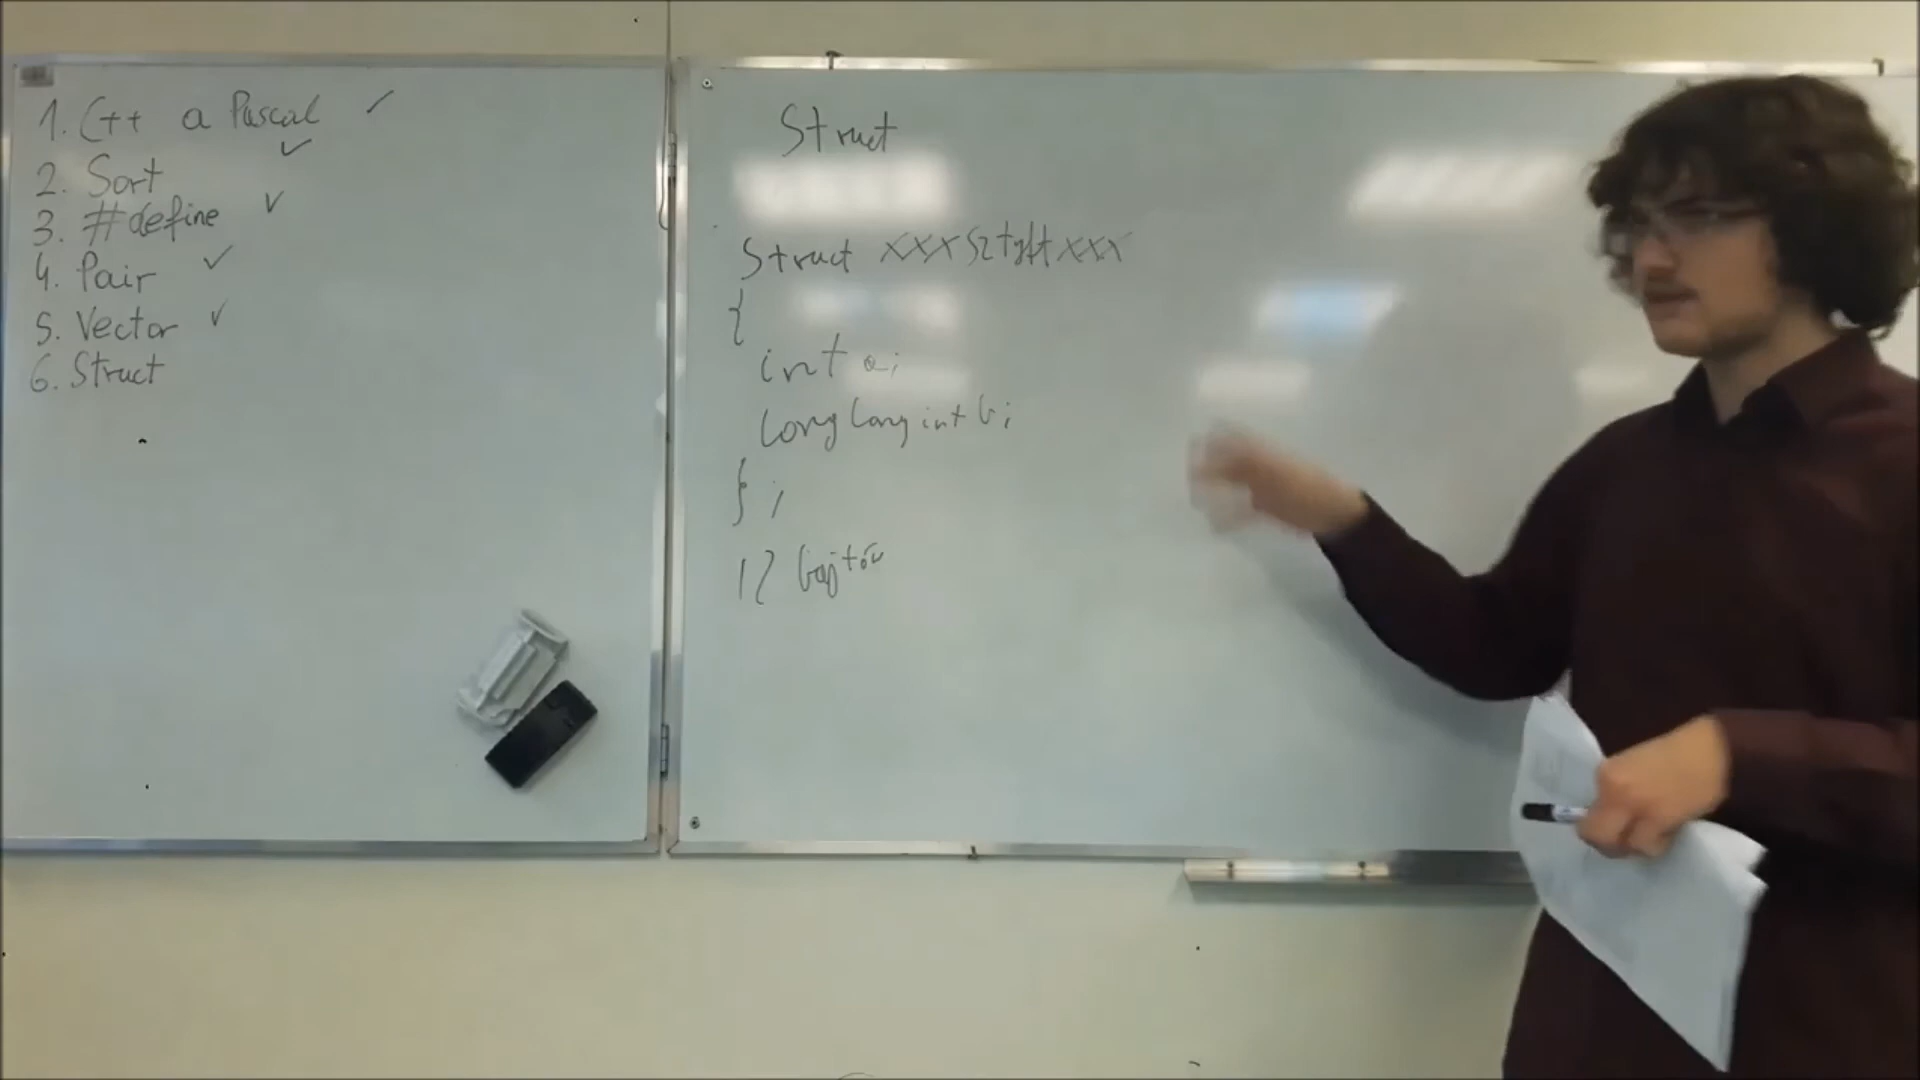 1. C++ a Pascal ✓
2. Sort ✓
3. #define ✓
4. Pair ✓
5. Vector ✓
6. Struct
Struct
Struct xxxSztyftxxx
{
int a;
long long int b;
};
12 bajtów